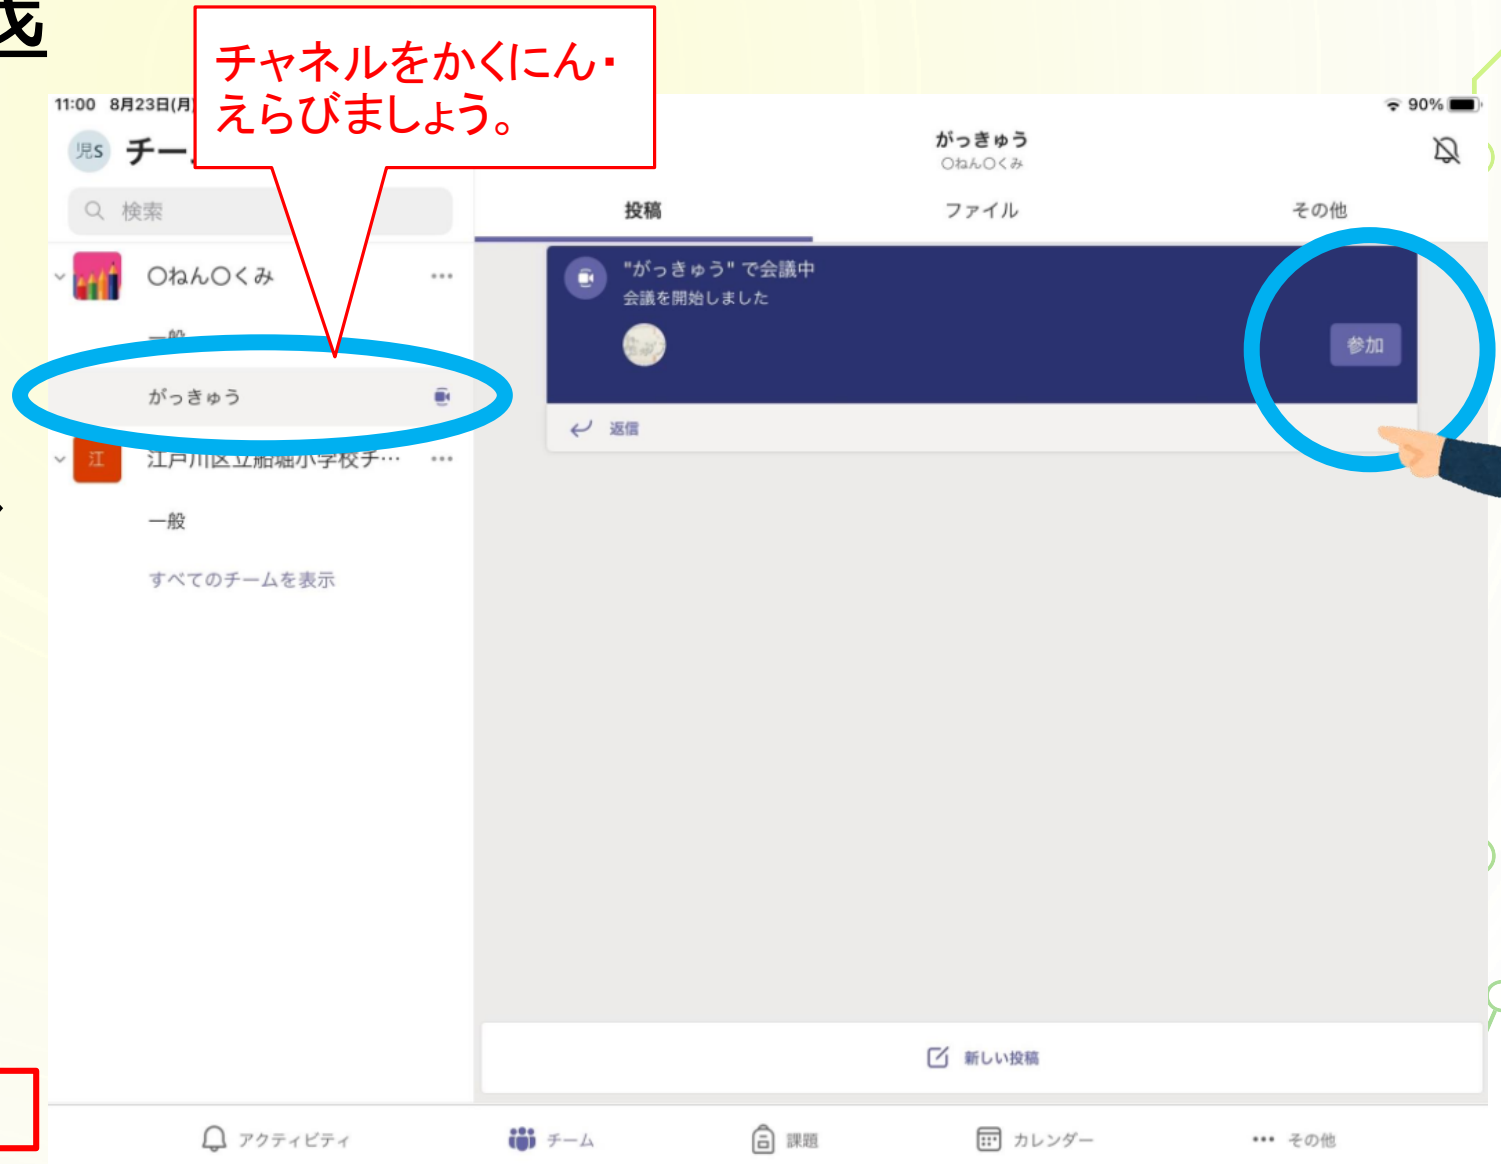 チャネルをかくにん・
えらびましょう。
11:00 8月23日(月)
90%
児S チー
検索
〇ねん〇くみ
一般
がっきゅう
江 江戸川区立船堀小学校チ…
一般
すべてのチームを表示
がっきゅう
〇ねん〇くみ
投稿 ファイル その他
"がっきゅう" で会議中
会議を開始しました
参加
返信
新しい投稿
アクティビティ チーム 課題 カレンダー その他